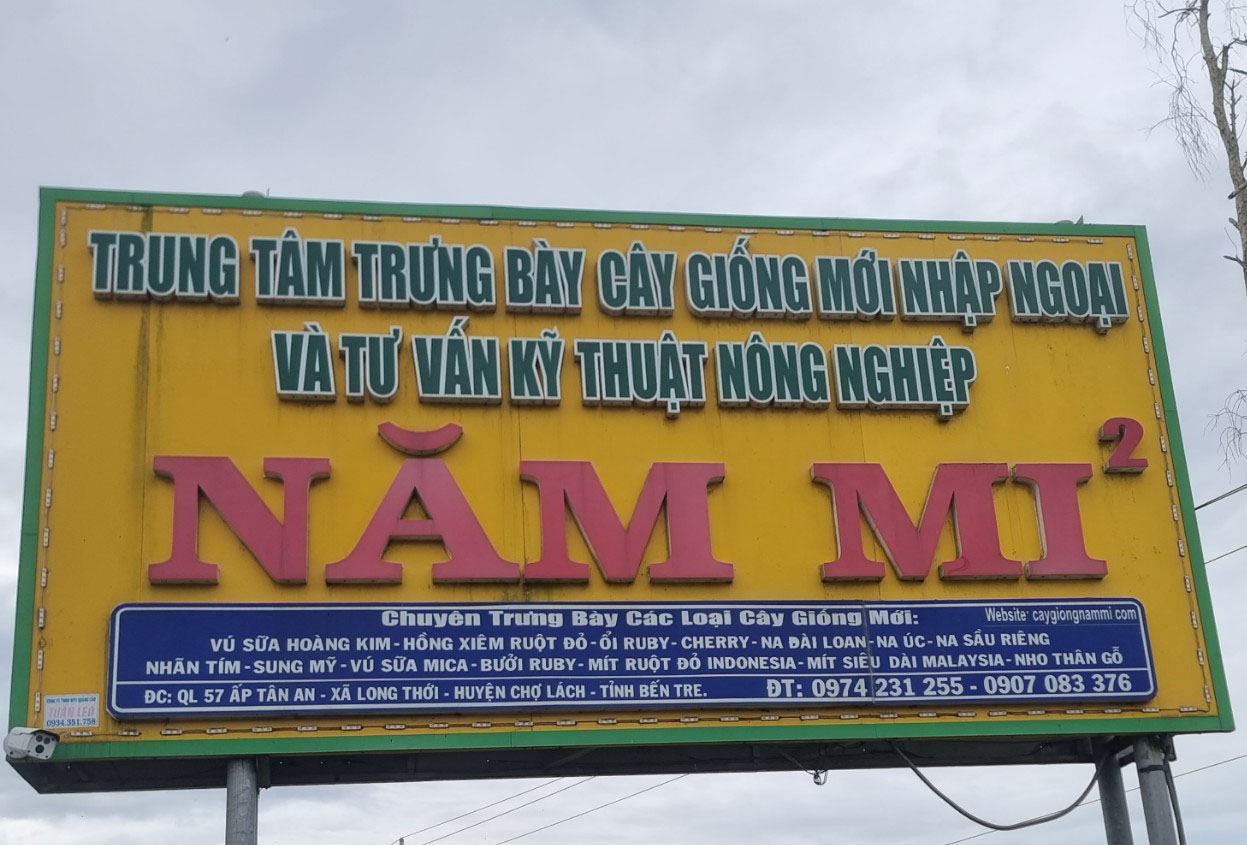 TRUNG TÂM TRƯNG BÀY CÂY GIỐNG MỚI NHẬP NGOẠI
VÀ TƯ VẤN KỸ THUẬT NÔNG NGHIỆP
NĂM MI²
Chuyên Trưng Bày Các Loại Cây Giống Mới: Website: caygiongnammi.com
VÚ SỮA HOÀNG KIM - HỒNG XIÊM RUỘT ĐỎ - ỔI RUBY - CHERRY - NA ĐÀI LOAN - NA ÚC - NA SẦU RIÊNG
NHÃN TÍM - SUNG MỸ - VÚ SỮA MICA - BƯỞI RUBY - MÍT RUỘT ĐỎ INDONESIA - MÍT SIÊU DÀI MALAYSIA - NHO THÂN GỖ
ĐC: QL 57 ẤP TÂN AN - XÃ LONG THỚI - HUYỆN CHỢ LÁCH - TỈNH BẾN TRE. ĐT: 0974 231 255 - 0907 083 376
TUẤN LEO
0934.351.758